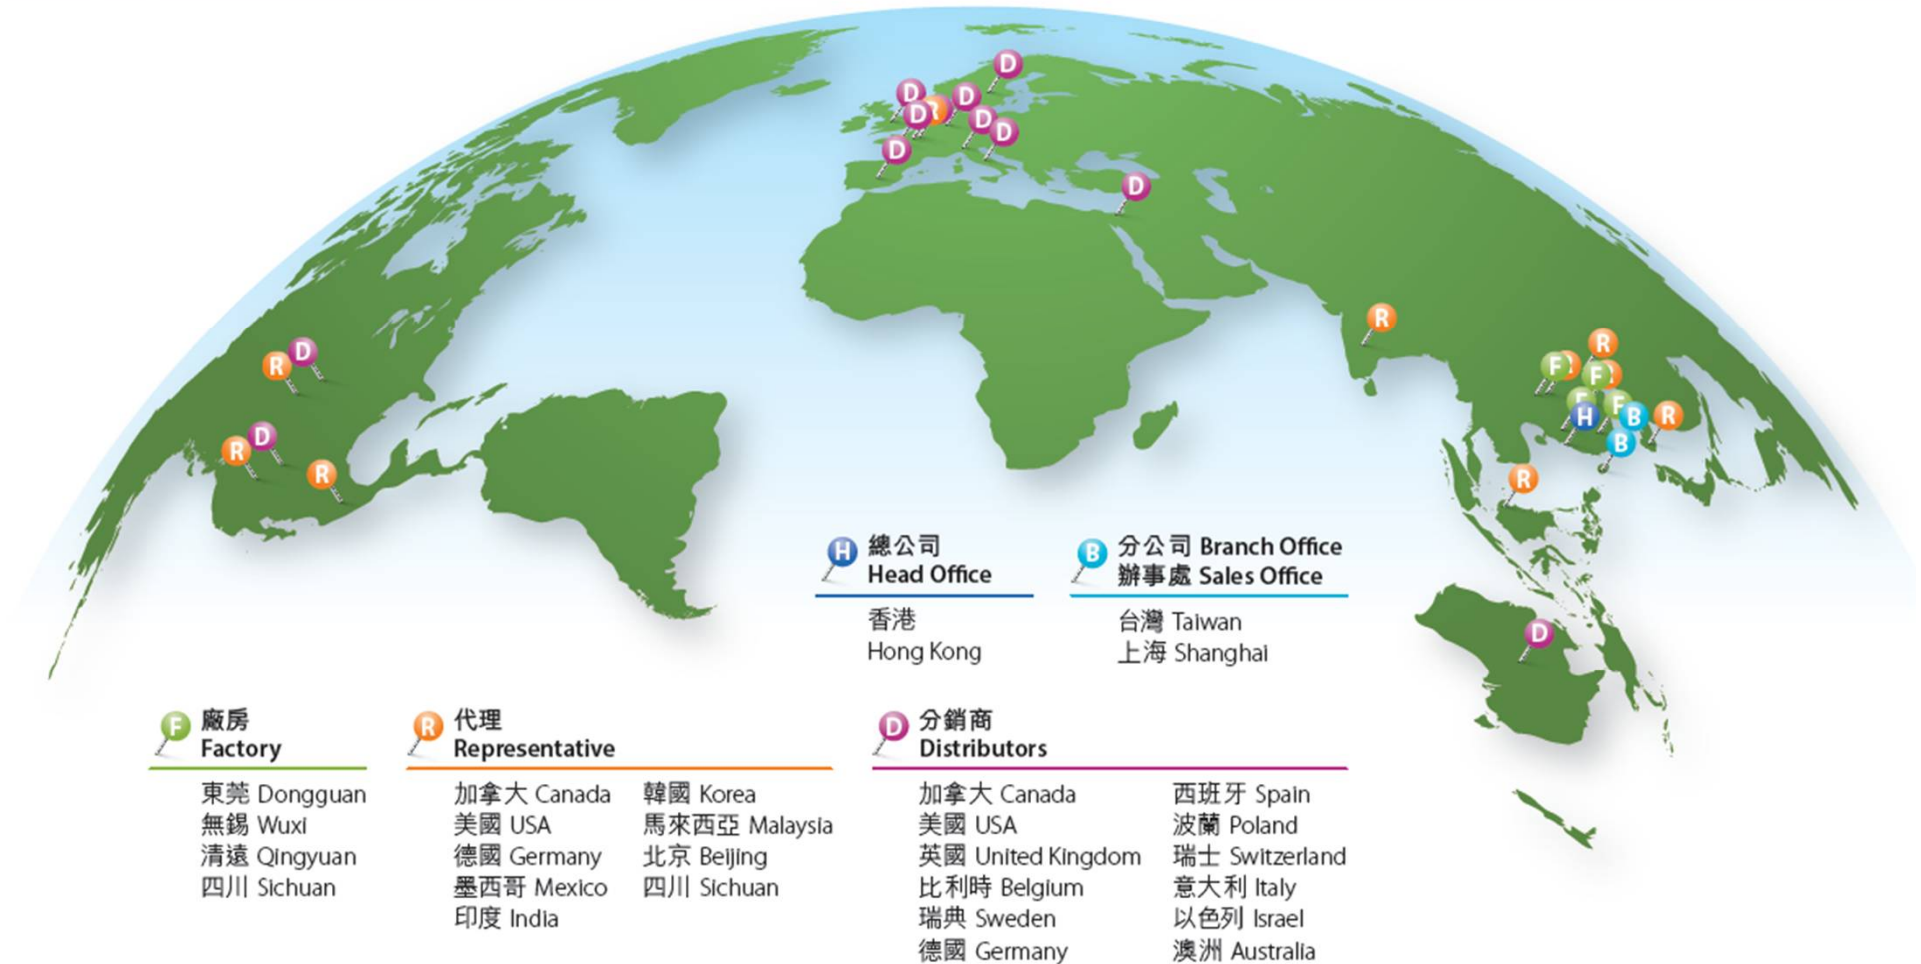 D
D
D
R
D
D
D
D
D
D
R
R
D
R
F
R
F
R
D
R
F
F
H
B
R
B
R
R
D
H 總公司
Head Office
香港
Hong Kong
B 分公司 Branch Office
辦事處 Sales Office
台灣 Taiwan
上海 Shanghai
F 廠房
Factory
東莞 Dongguan
無錫 Wuxi
清遠 Qingyuan
四川 Sichuan
R 代理
Representative
加拿大 Canada
美國 USA
德國 Germany
墨西哥 Mexico
印度 India
韓國 Korea
馬來西亞 Malaysia
北京 Beijing
四川 Sichuan
D 分銷商
Distributors
加拿大 Canada
美國 USA
英國 United Kingdom
比利時 Belgium
瑞典 Sweden
德國 Germany
西班牙 Spain
波蘭 Poland
瑞士 Switzerland
意大利 Italy
以色列 Israel
澳洲 Australia